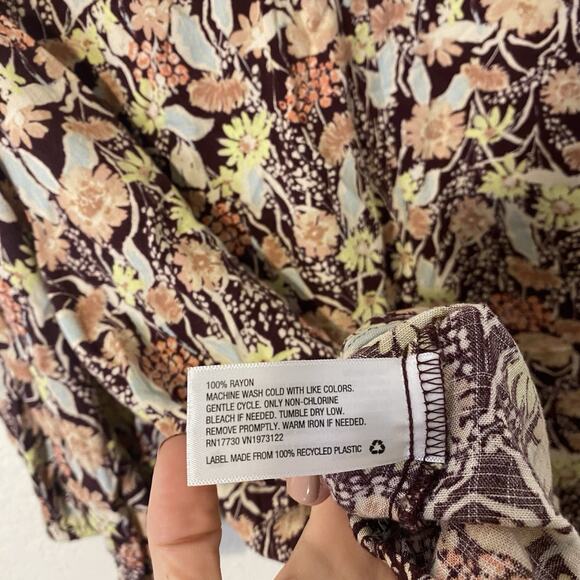 100% RAYON
MACHINE WASH COLD WITH LIKE COLORS.
GENTLE CYCLE. ONLY NON-CHLORINE
BLEACH IF NEEDED. TUMBLE DRY LOW.
REMOVE PROMPTLY. WARM IRON IF NEEDED.
RN17730 VN1973122
LABEL MADE FROM 100% RECYCLED PLASTIC